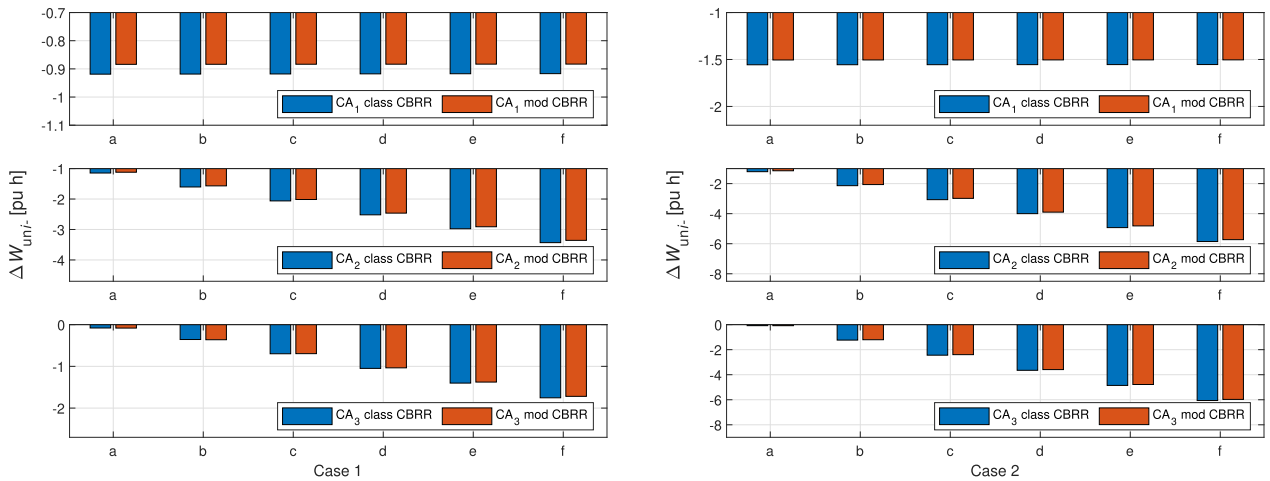 -0.7
-0.8
-0.9
-1
-1.1
CA1 class CBRR
CA1 mod CBRR
a b c d e f
ΔWuni- [pu h]
-1
-2
-3
-4
CA2 class CBRR
CA2 mod CBRR
a b c d e f
0
-1
-2
CA3 class CBRR
CA3 mod CBRR
a b c d e f
Case 1
-1
-1.5
-2
CA1 class CBRR
CA1 mod CBRR
a b c d e f
ΔWuni- [pu h]
-2
-4
-6
-8
CA2 class CBRR
CA2 mod CBRR
a b c d e f
0
-2
-4
-6
-8
CA3 class CBRR
CA3 mod CBRR
a b c d e f
Case 2